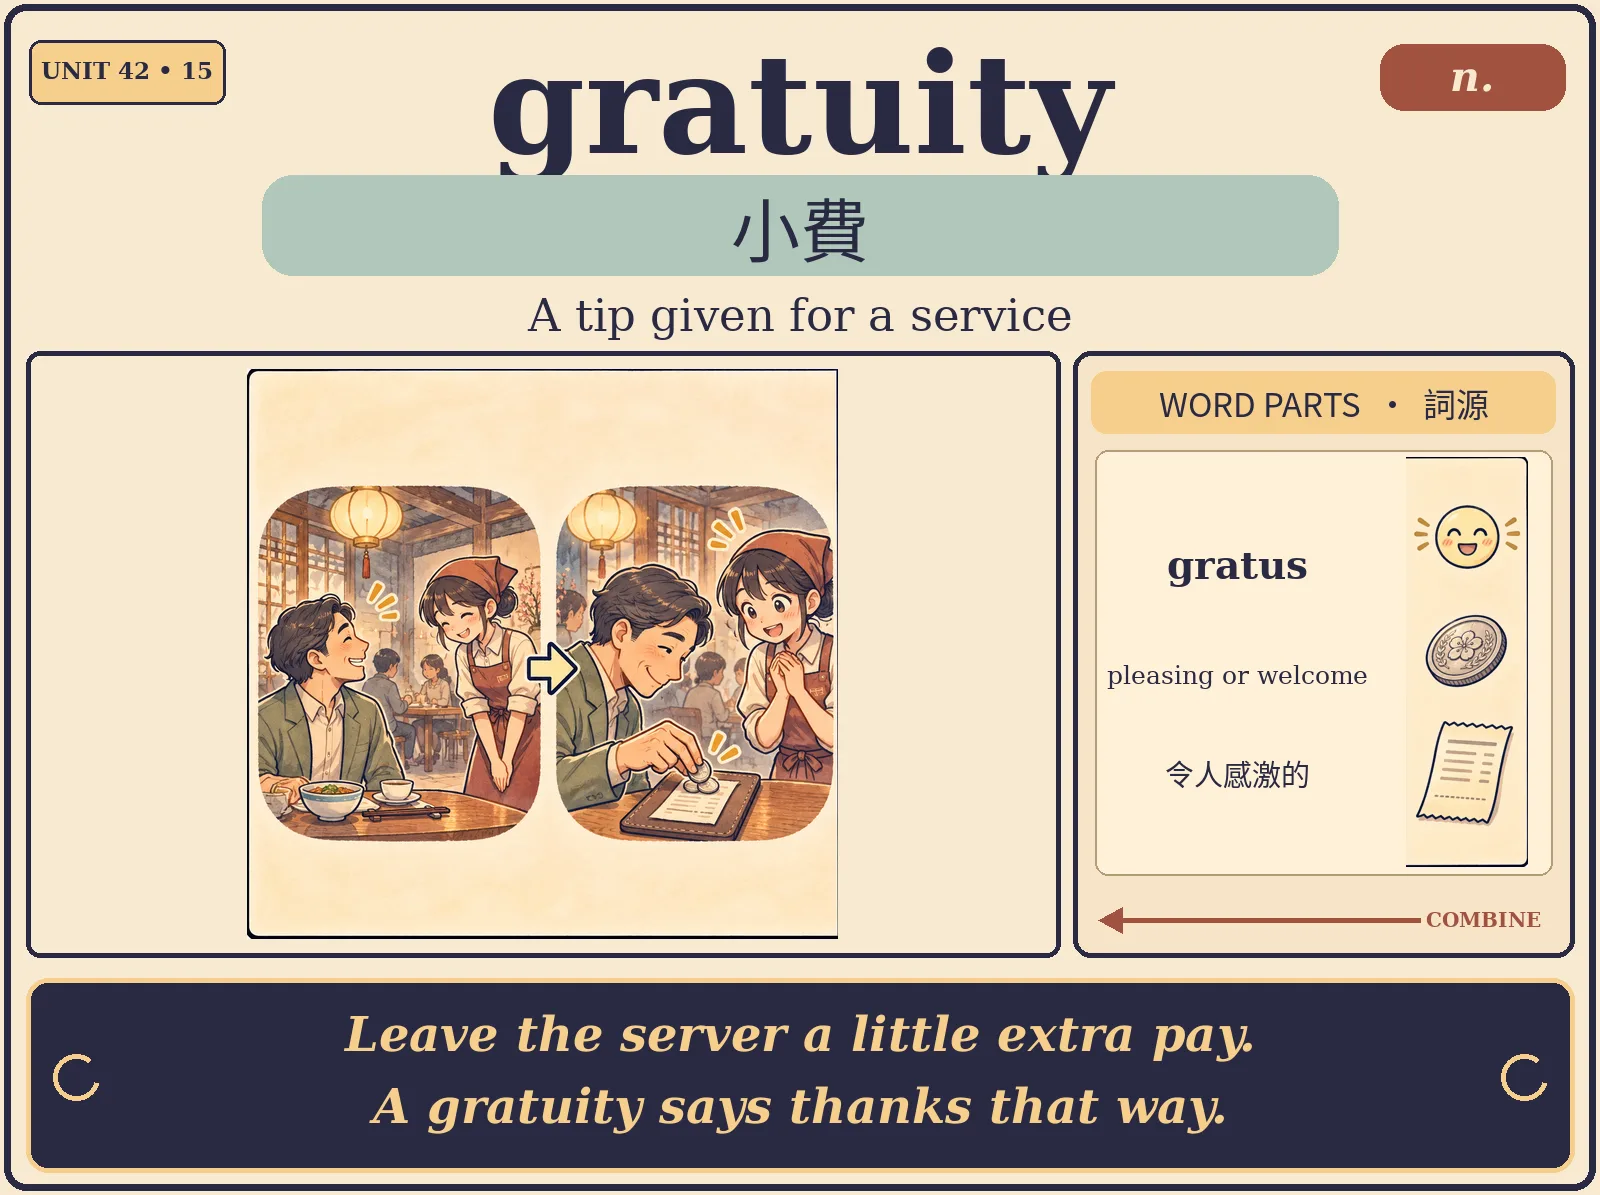 UNIT 42 • 15
gratuity
n.
小費
A tip given for a service
WORD PARTS • 詞源
gratus
pleasing or welcome
令人感激的
COMBINE
Leave the server a little extra pay.
A gratuity says thanks that way.